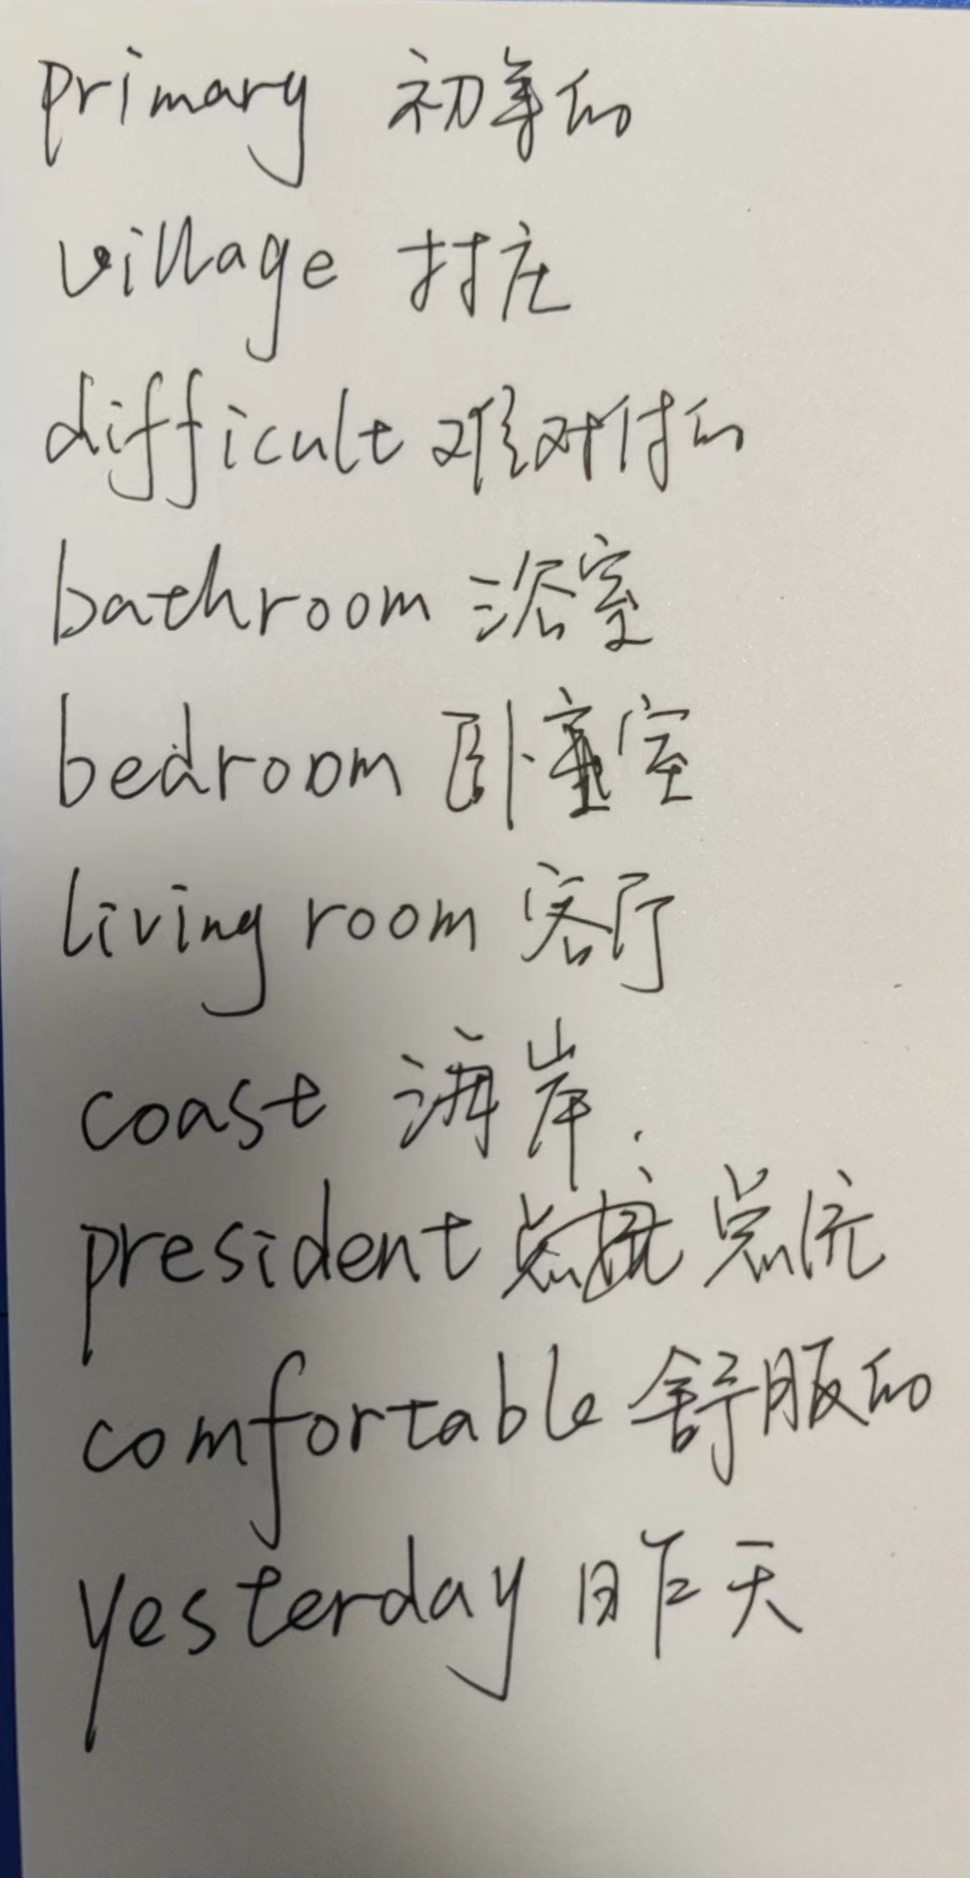 primary 初等的
village 村庄
difficult 难对付的
bathroom 浴室
bedroom 卧室
living room 客厅
coast 海岸.
president 总统
comfortable 舒服的
yesterday 昨天